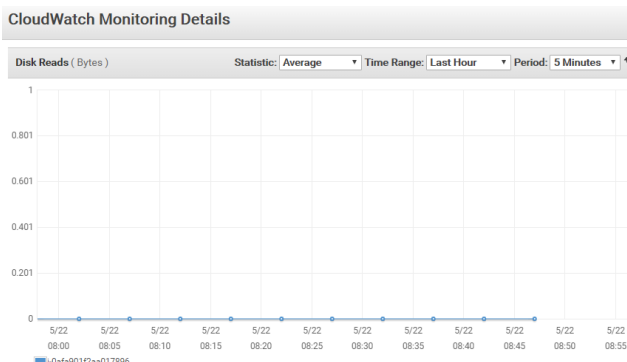 CloudWatch Monitoring Details
Disk Reads ( Bytes ) Statistic: Average Time Range: Last Hour Period: 5 Minutes
1
0.801
0.601
0.401
0.201
0
5/22 5/22 5/22 5/22 5/22 5/22 5/22 5/22 5/22 5/22 5/22 5/22
08:00 08:05 08:10 08:15 08:20 08:25 08:30 08:35 08:40 08:45 08:50 08:55